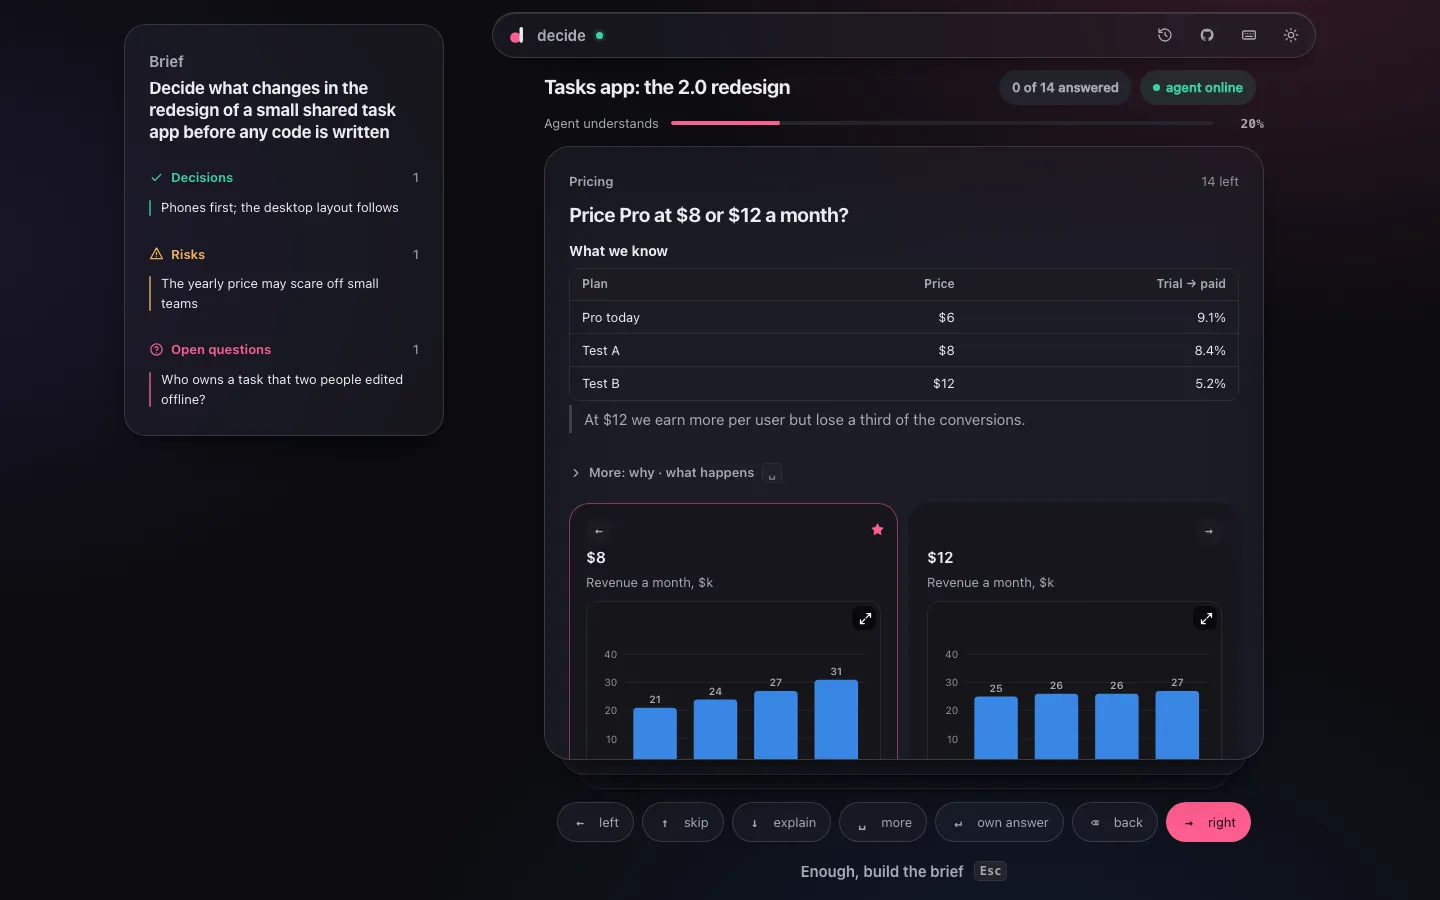 Brief
Decide what changes in the
redesign of a small shared task
app before any code is written
Decisions 1
Phones first; the desktop layout follows
Risks 1
The yearly price may scare off small
teams
Open questions 1
Who owns a task that two people edited
offline?
decide
Tasks app: the 2.0 redesign
0 of 14 answered
agent online
Agent understands 20%
Pricing 14 left
Price Pro at $8 or $12 a month?
What we know
Plan Price Trial → paid
Pro today $6 9.1%
Test A $8 8.4%
Test B $12 5.2%
At $12 we earn more per user but lose a third of the conversions.
More: why · what happens ␣
←
$8
Revenue a month, $k
40
30
20
10
21 24 27 31
→
$12
Revenue a month, $k
40
30
20
10
25 26 26 27
← left
↑ skip
↓ explain
␣ more
↵ own answer
⌫ back
→ right
Enough, build the brief Esc